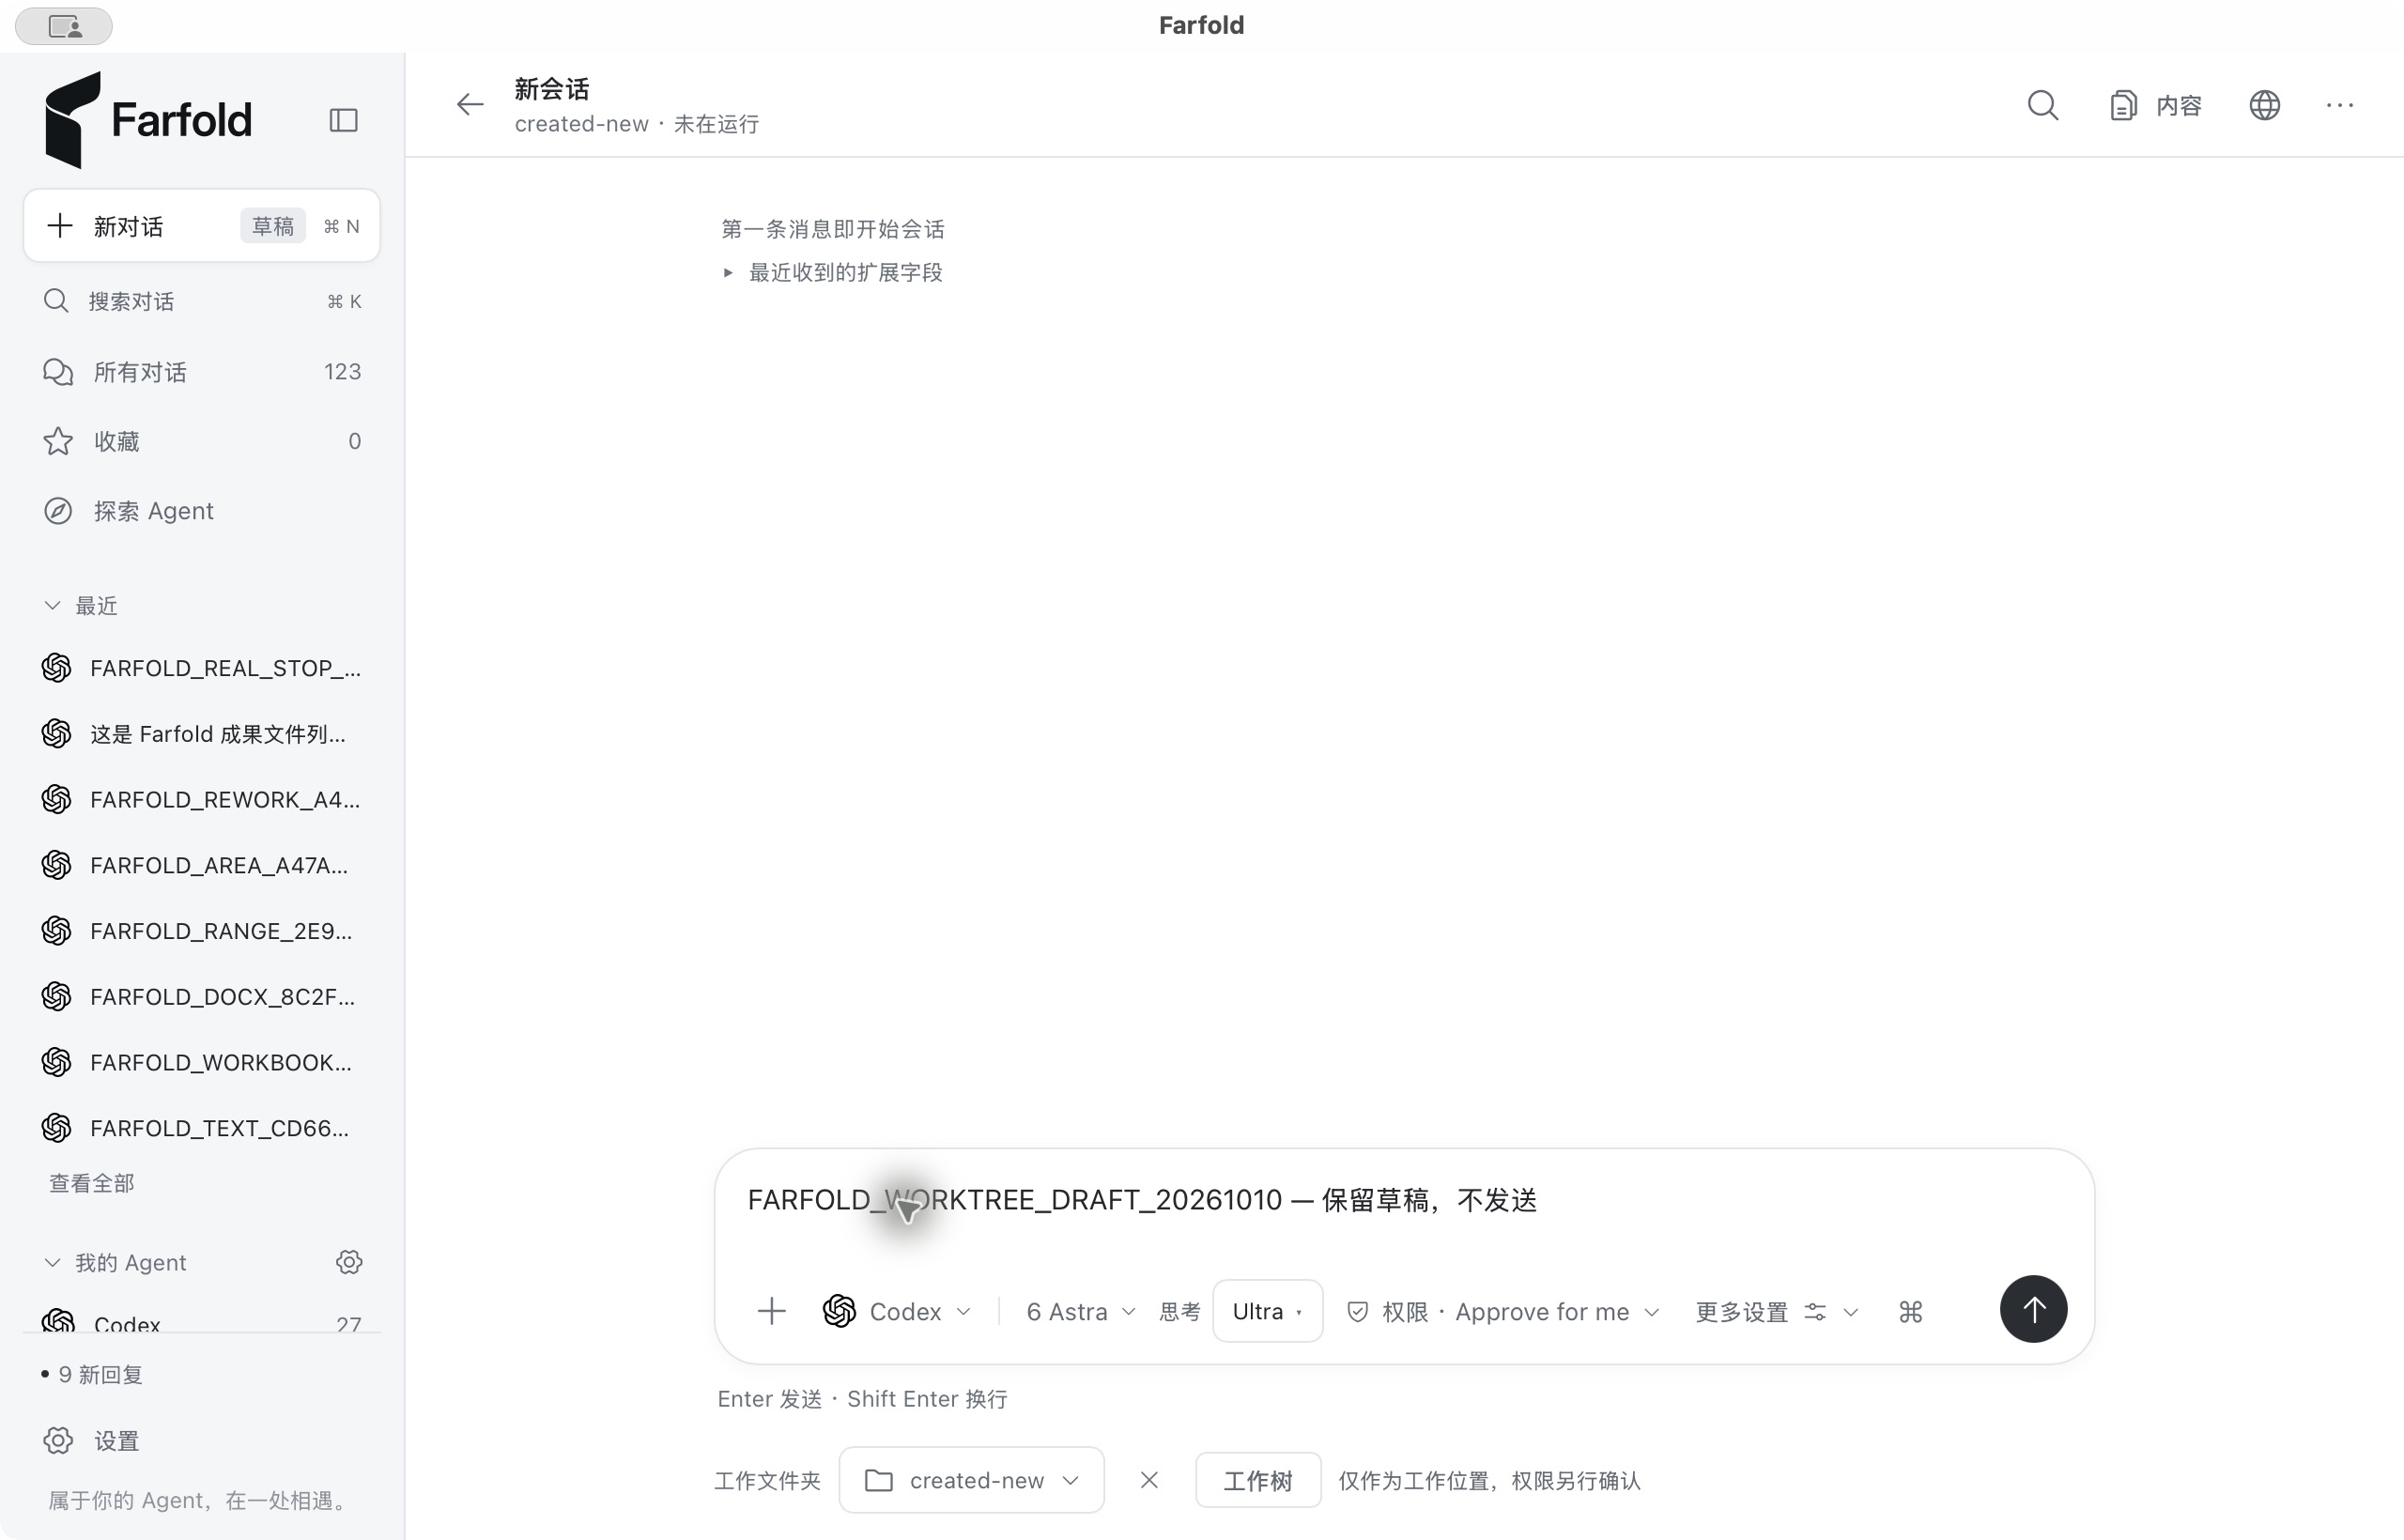 Farfold
Farfold
新对话 草稿 ⌘ N
搜索对话 ⌘ K
所有对话 123
收藏 0
探索 Agent
最近
FARFOLD_REAL_STOP_...
这是 Farfold 成果文件列...
FARFOLD_REWORK_A4...
FARFOLD_AREA_A47A...
FARFOLD_RANGE_2E9...
FARFOLD_DOCX_8C2F...
FARFOLD_WORKBOOK...
FARFOLD_TEXT_CD66...
查看全部
我的 Agent
Codex 27
9 新回复
设置
属于你的 Agent，在一处相遇。
新会话
created-new · 未在运行
内容
第一条消息即开始会话
最近收到的扩展字段
FARFOLD_WORKTREE_DRAFT_20261010 — 保留草稿，不发送
Codex 6 Astra 思考 Ultra 权限 · Approve for me 更多设置 ⌘
Enter 发送 · Shift Enter 换行
工作文件夹 created-new 工作树 仅作为工作位置，权限另行确认